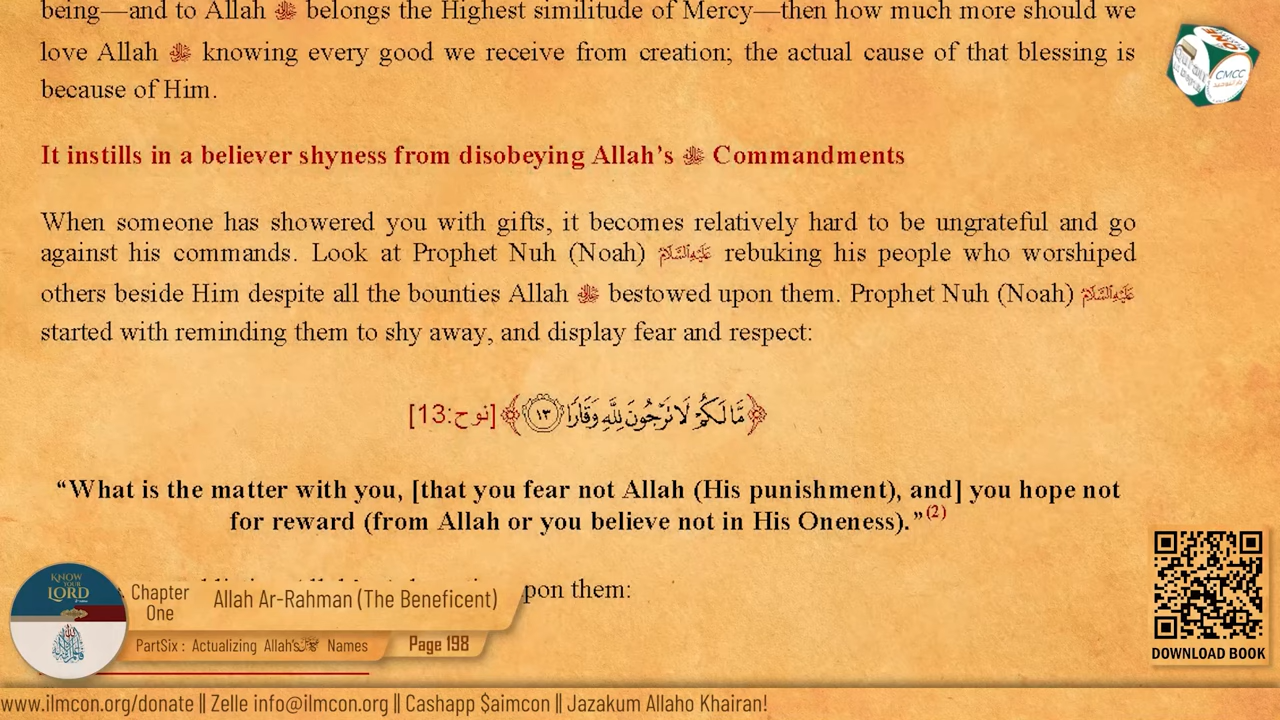 being—and to Allah ﷻ belongs the Highest similitude of Mercy—then how much more should we
love Allah ﷻ knowing every good we receive from creation; the actual cause of that blessing is
because of Him.
It instills in a believer shyness from disobeying Allah’s ﷻ Commandments
When someone has showered you with gifts, it becomes relatively hard to be ungrateful and go
against his commands. Look at Prophet Nuh (Noah) عَلَيْهِ ٱلسَّلَامُ rebuking his people who worshiped
others beside Him despite all the bounties Allah ﷻ bestowed upon them. Prophet Nuh (Noah) عَلَيْهِ ٱلسَّلَامُ
started with reminding them to shy away, and display fear and respect:
﴿مَّا لَكُمْ لَا تَرْجُونَ لِلَّهِ وَقَارًا ١٣﴾ [نوح:13]
“What is the matter with you, [that you fear not Allah (His punishment), and] you hope not
for reward (from Allah or you believe not in His Oneness).”(2)
upon them:
KNOW
YOUR
LORD
Chapter
One
Allah Ar-Rahman (The Beneficent)
PartSix : Actualizing Allah's ﷻ Names
Page 198
CMCC
DOWNLOAD BOOK
www.ilmcon.org/donate || Zelle info@ilmcon.org || Cashapp $aimcon || Jazakum Allaho Khairan!